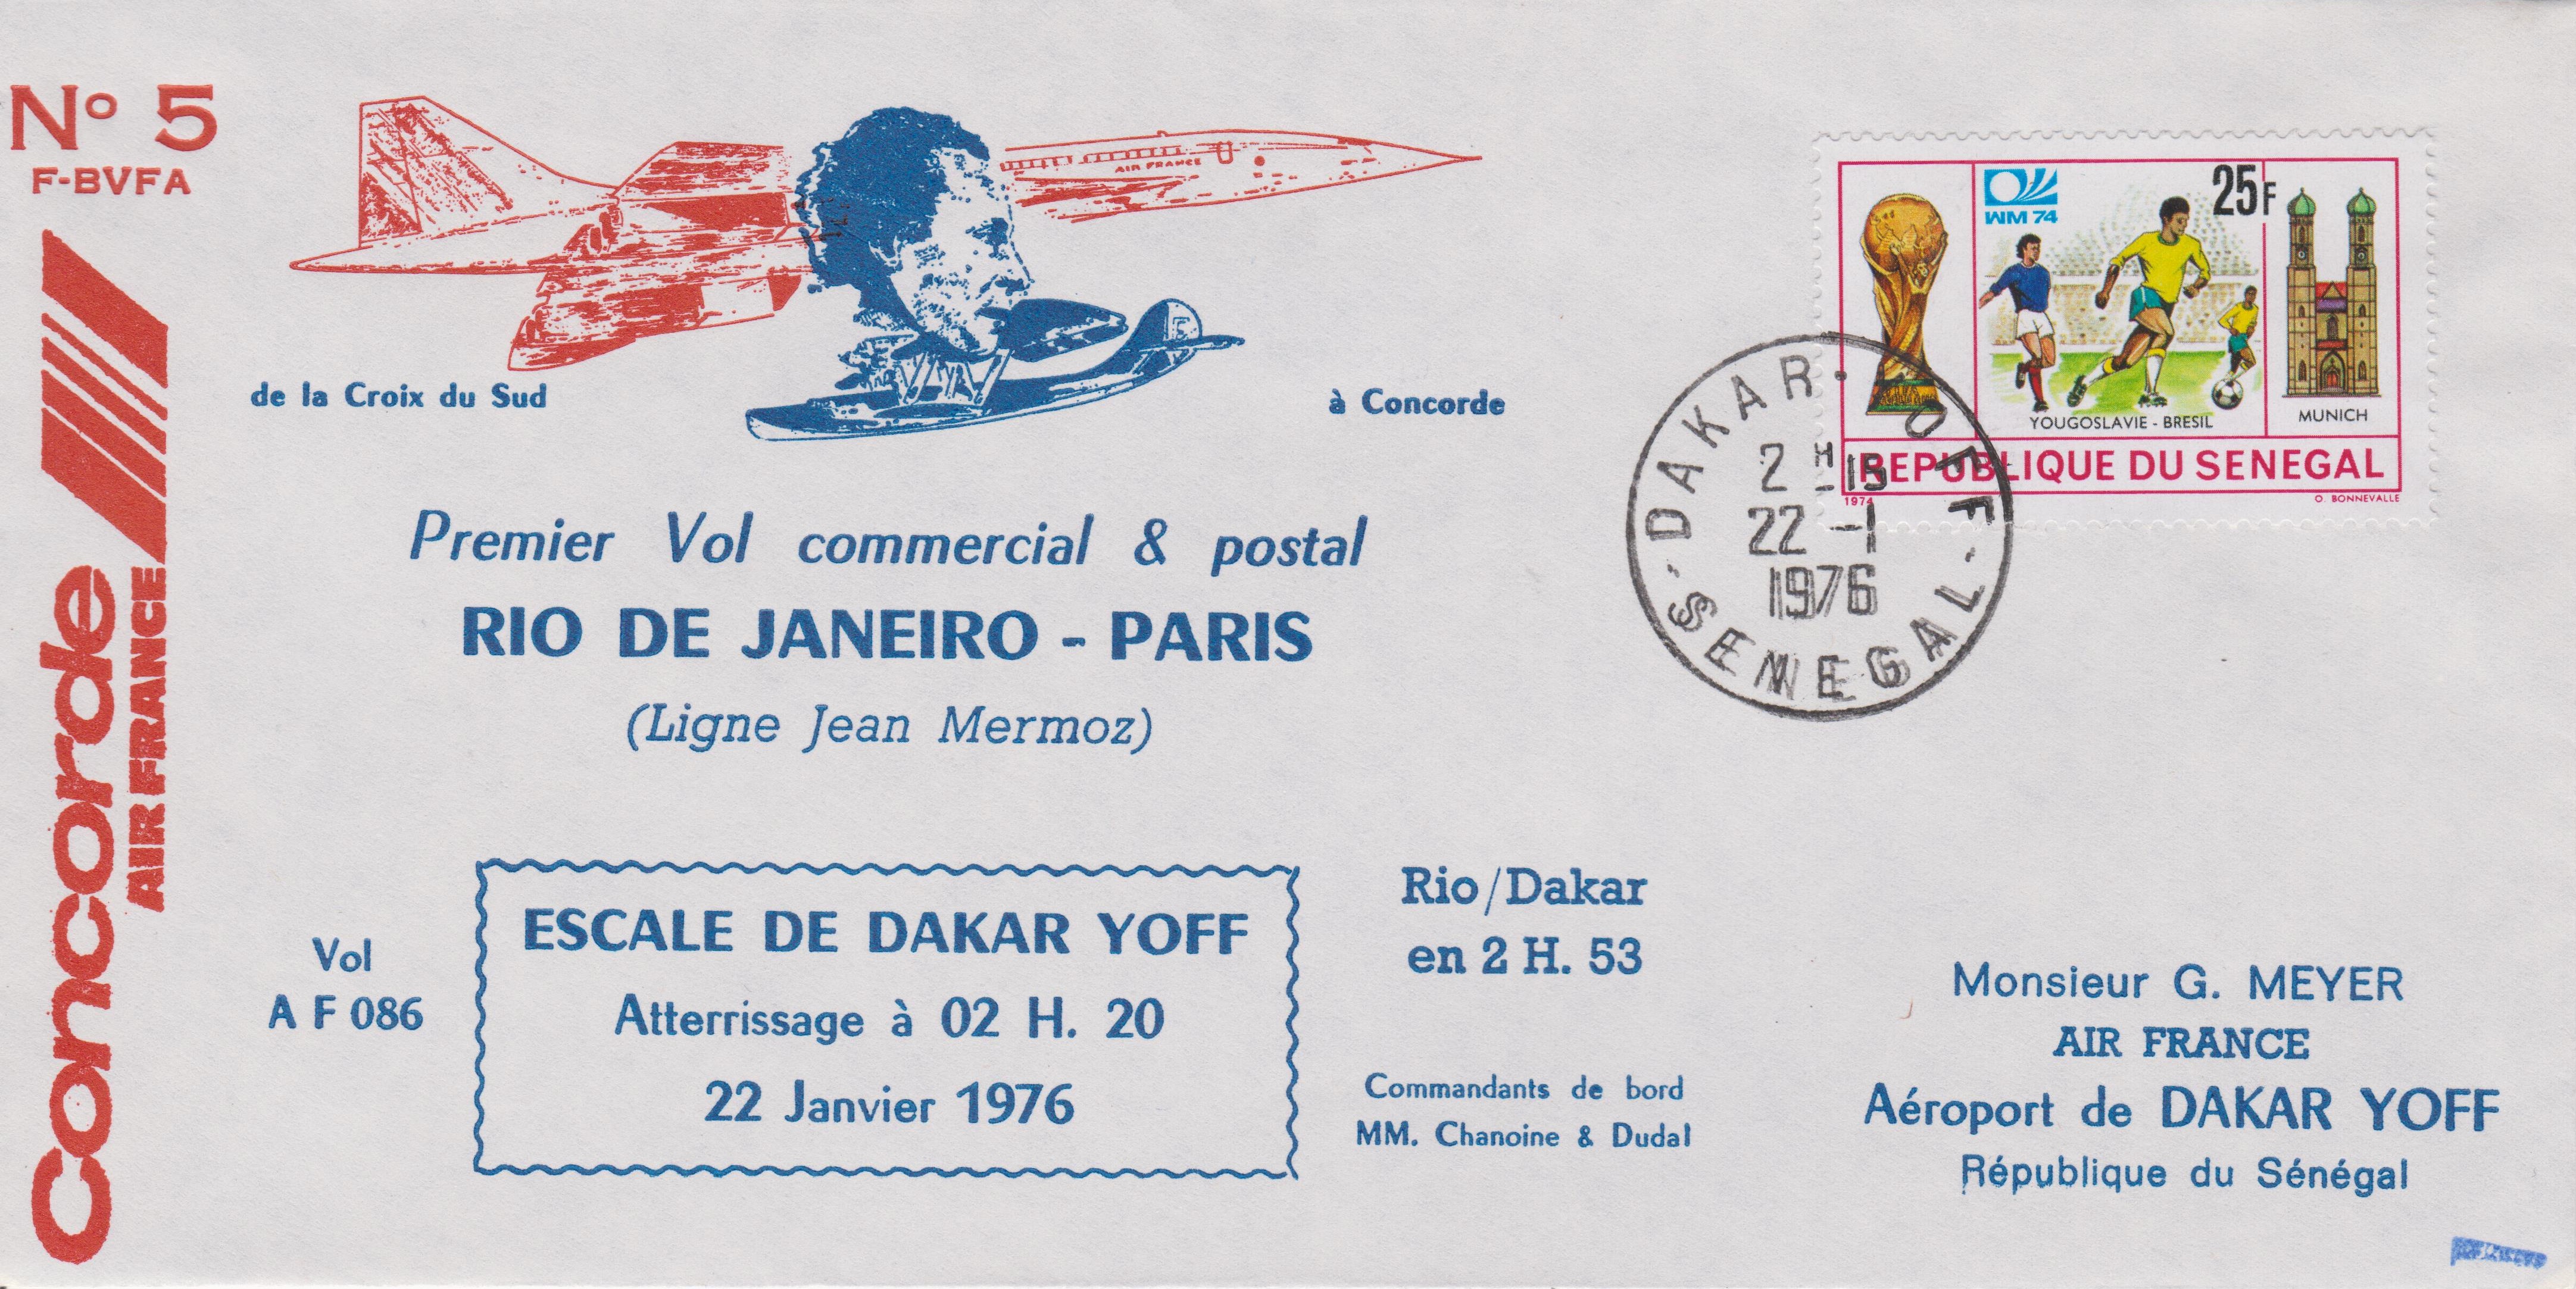 N° 5
F-BVFA
Concorde
AIR FRANCE
AIR FRANCE
de la Croix du Sud
à Concorde
Premier Vol commercial & postal
RIO DE JANEIRO - PARIS
(Ligne Jean Mermoz)
Vol
A F 086
ESCALE DE DAKAR YOFF
Atterrissage à 02 H. 20
22 Janvier 1976
Rio/Dakar
en 2 H. 53
Commandants de bord
MM. Chanoine & Dudal
WM 74
25F
YOUGOSLAVIE - BRESIL
MUNICH
REPUBLIQUE DU SENEGAL
1974
O. BONNEVALLE
DAKAR-YOFF
2 H -15
22 -1
1976
SENEGAL
Monsieur G. MEYER
AIR FRANCE
Aéroport de DAKAR YOFF
République du Sénégal